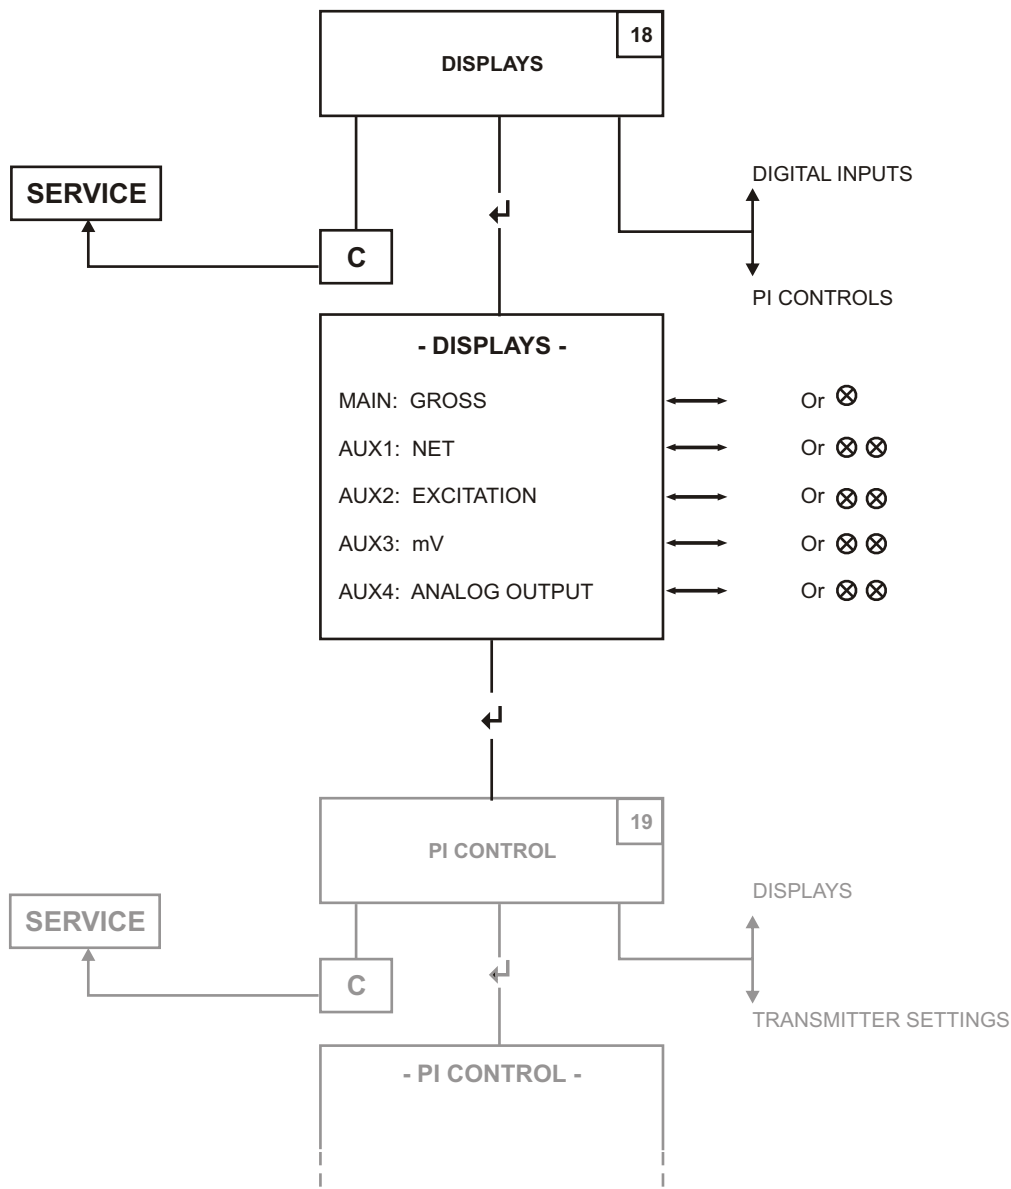 18
DISPLAYS
SERVICE
C
DIGITAL INPUTS
PI CONTROLS
- DISPLAYS -
MAIN: GROSS
Or
AUX1: NET
Or
AUX2: EXCITATION
Or
AUX3: mV
Or
AUX4: ANALOG OUTPUT
Or
19
PI CONTROL
SERVICE
C
DISPLAYS
TRANSMITTER SETTINGS
- PI CONTROL -